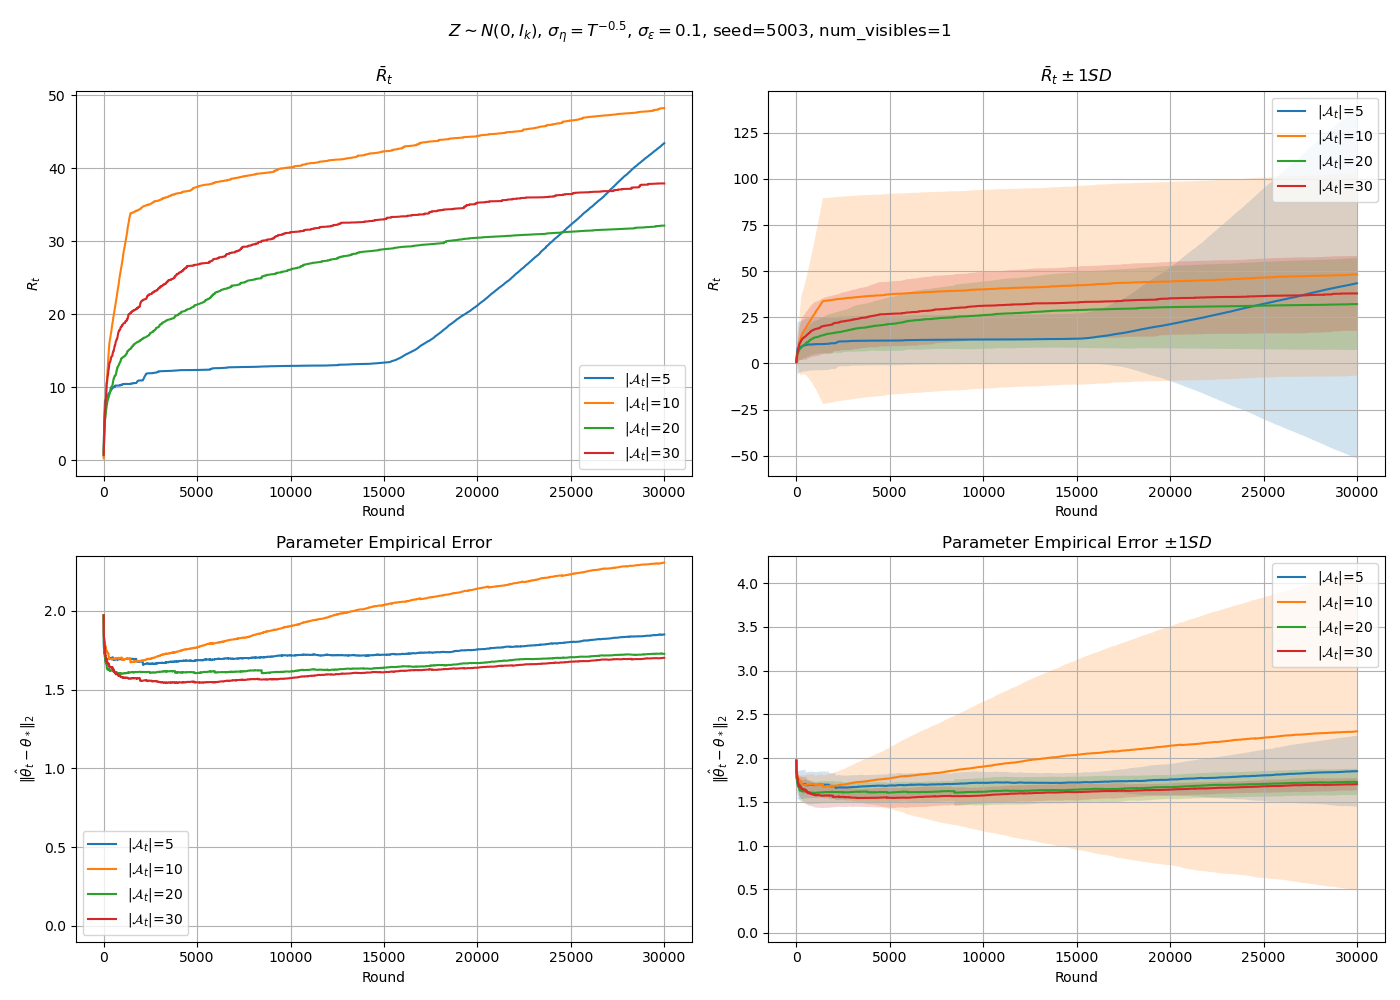 Z ∼ N(0, I_k), σ_η = T^{−0.5}, σ_ε = 0.1, seed=5003, num_visibles=1
R̄_t
R_t
50
40
30
20
10
0
0 5000 10000 15000 20000 25000 30000
Round
|𝒜_t|=5
|𝒜_t|=10
|𝒜_t|=20
|𝒜_t|=30
R̄_t ± 1SD
R_t
125
100
75
50
25
0
−25
−50
0 5000 10000 15000 20000 25000 30000
Round
|𝒜_t|=5
|𝒜_t|=10
|𝒜_t|=20
|𝒜_t|=30
Parameter Empirical Error
‖θ̂_t − θ_*‖_2
2.0
1.5
1.0
0.5
0.0
0 5000 10000 15000 20000 25000 30000
Round
|𝒜_t|=5
|𝒜_t|=10
|𝒜_t|=20
|𝒜_t|=30
Parameter Empirical Error ±1SD
‖θ̂_t − θ_*‖_2
4.0
3.5
3.0
2.5
2.0
1.5
1.0
0.5
0.0
0 5000 10000 15000 20000 25000 30000
Round
|𝒜_t|=5
|𝒜_t|=10
|𝒜_t|=20
|𝒜_t|=30